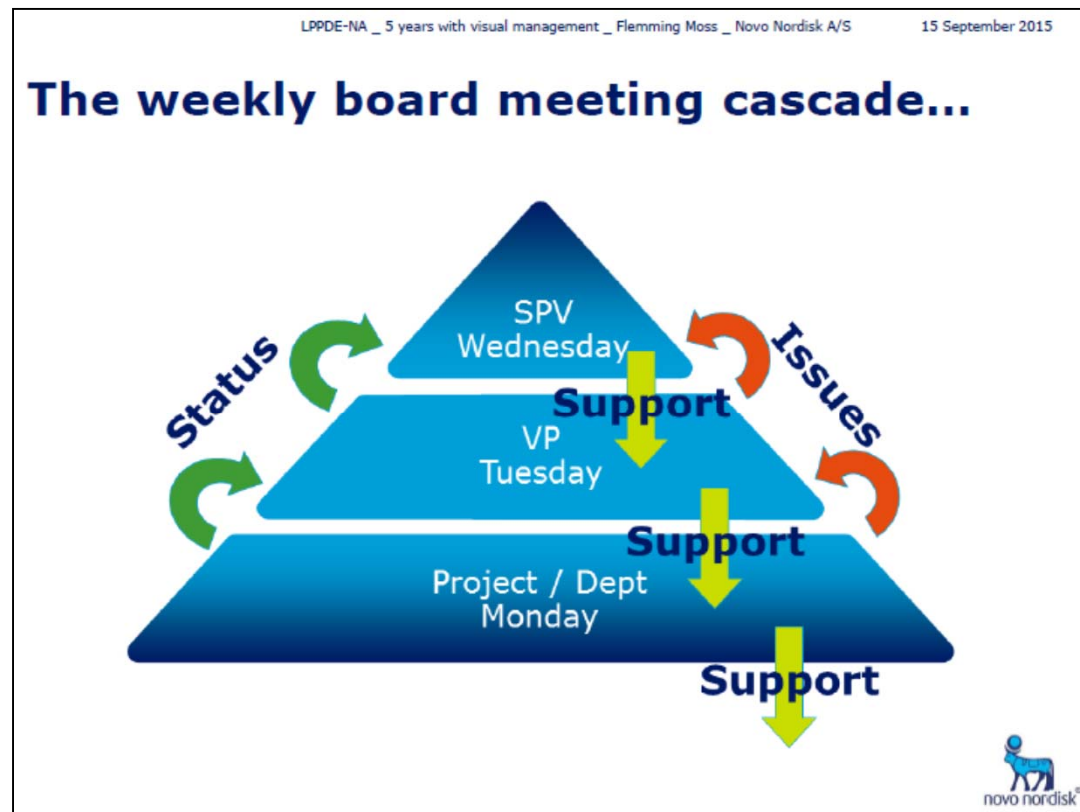 LPPDE-NA _ 5 years with visual management _ Flemming Moss _ Novo Nordisk A/S 15 September 2015
The weekly board meeting cascade...
SPV
Wednesday
Status
Issues
Support
VP
Tuesday
Support
Project / Dept
Monday
Support
novo nordisk®